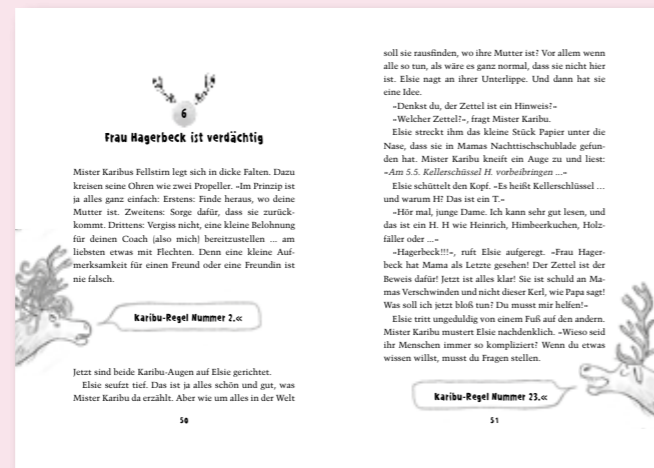 6
Frau Hagerbeck ist verdächtig
Mister Karibus Fellstirn legt sich in dicke Falten. Dazu
kreisen seine Ohren wie zwei Propeller. »Im Prinzip ist
ja alles ganz einfach: Erstens: Finde heraus, wo deine
Mutter ist. Zweitens: Sorge dafür, dass sie zurück-
kommt. Drittens: Vergiss nicht, eine kleine Belohnung
für deinen Coach (also mich) bereitzustellen ... am
liebsten etwas mit Flechten. Denn eine kleine Auf-
merksamkeit für einen Freund oder eine Freundin ist
nie falsch.
Karibu-Regel Nummer 2.«
Jetzt sind beide Karibu-Augen auf Elsie gerichtet.
Elsie seufzt tief. Das ist ja alles schön und gut, was
Mister Karibu da erzählt. Aber wie um alles in der Welt
50
soll sie rausfinden, wo ihre Mutter ist? Vor allem wenn
alle so tun, als wäre es ganz normal, dass sie nicht hier
ist. Elsie nagt an ihrer Unterlippe. Und dann hat sie
eine Idee.
»Denkst du, der Zettel ist ein Hinweis?«
»Welcher Zettel?«, fragt Mister Karibu.
Elsie streckt ihm das kleine Stück Papier unter die
Nase, dass sie in Mamas Nachttischschublade gefun-
den hat. Mister Karibu kneift ein Auge zu und liest:
»Am 5.5. Kellerschüssel H. vorbeibringen ...«
Elsie schüttelt den Kopf. »Es heißt Kellerschlüssel ...
und warum H? Das ist ein T.«
»Hör mal, junge Dame. Ich kann sehr gut lesen, und
das ist ein H. H wie Heinrich, Himbeerkuchen, Holz-
fäller oder ...«
»Hagerbeck!!!«, ruft Elsie aufgeregt. »Frau Hager-
beck hat Mama als Letzte gesehen! Der Zettel ist der
Beweis dafür! Jetzt ist alles klar! Sie ist schuld an Ma-
mas Verschwinden und nicht dieser Kerl, wie Papa sagt!
Was soll ich jetzt bloß tun? Du musst mir helfen!«
Elsie tritt ungeduldig von einem Fuß auf den andern.
Mister Karibu mustert Elsie nachdenklich. »Wieso seid
ihr Menschen immer so kompliziert? Wenn du etwas
wissen willst, musst du Fragen stellen.
Karibu-Regel Nummer 23.«
51